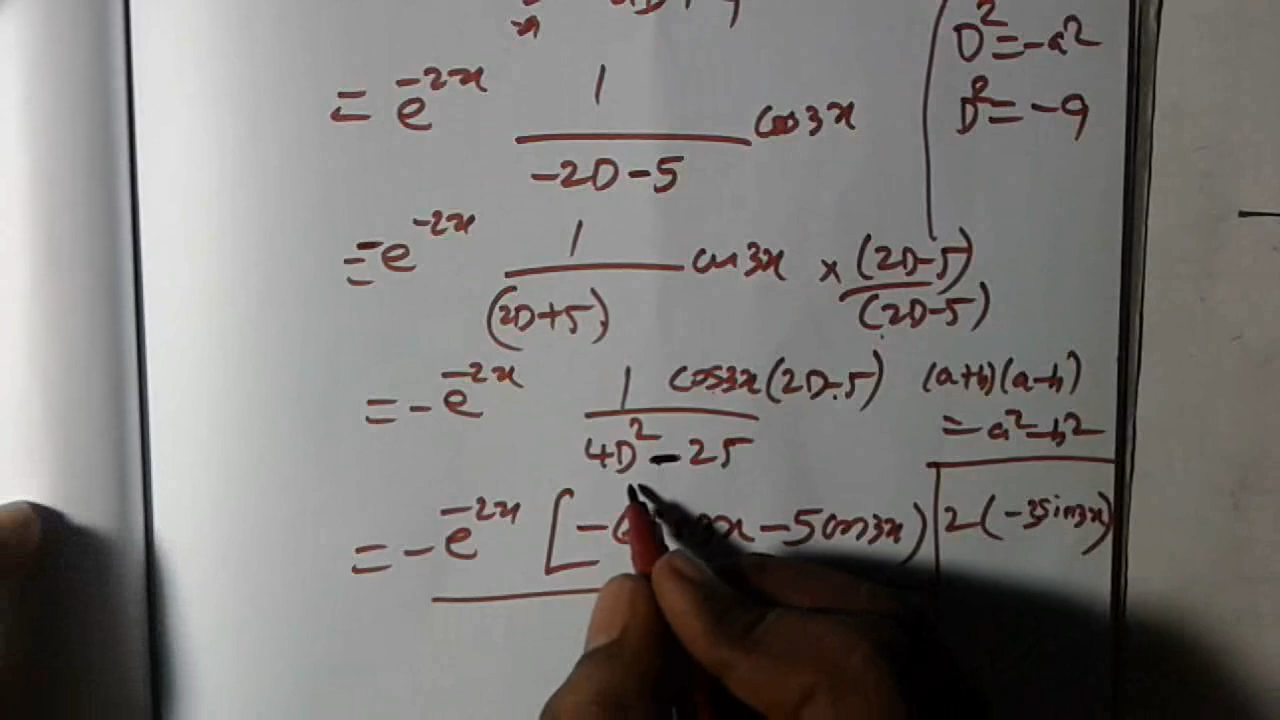 D² = -a²
= e^{-2x} 1/(-2D-5) cos3x
D² = -9
= -e^{-2x} 1/(2D+5) cos3x × (2D-5)/(2D-5)
= -e^{-2x} 1/(4D²-25) cos3x(2D-5)
(a+b)(a-b)
= a²-b²
= -e^{-2x} [- - 5cos3x)
2(-3sin3x)